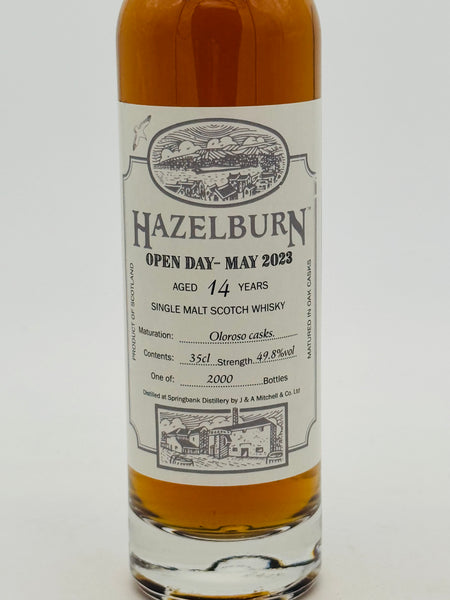 HAZELBURN™
OPEN DAY– MAY 2023
AGED 14 YEARS
SINGLE MALT SCOTCH WHISKY
PRODUCT OF SCOTLAND
MATURED IN OAK CASKS
Maturation: Oloroso casks.
Contents: 35cl Strength 49.8%vol
One of: 2000 Bottles
Distilled at Springbank Distillery by J & A Mitchell & Co. Ltd